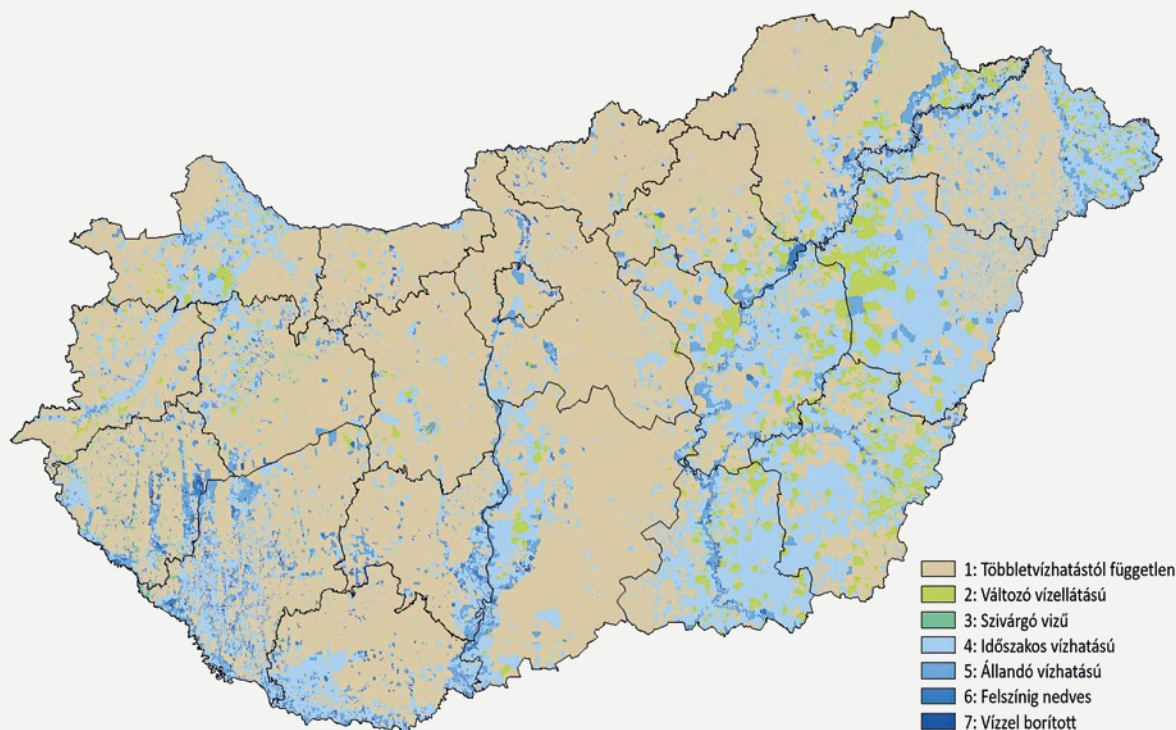 1: Többletvízhatástól független
2: Változó vízellátású
3: Szivárgó vizű
4: Időszakos vízhatású
5: Állandó vízhatású
6: Felszínig nedves
7: Vízzel borított